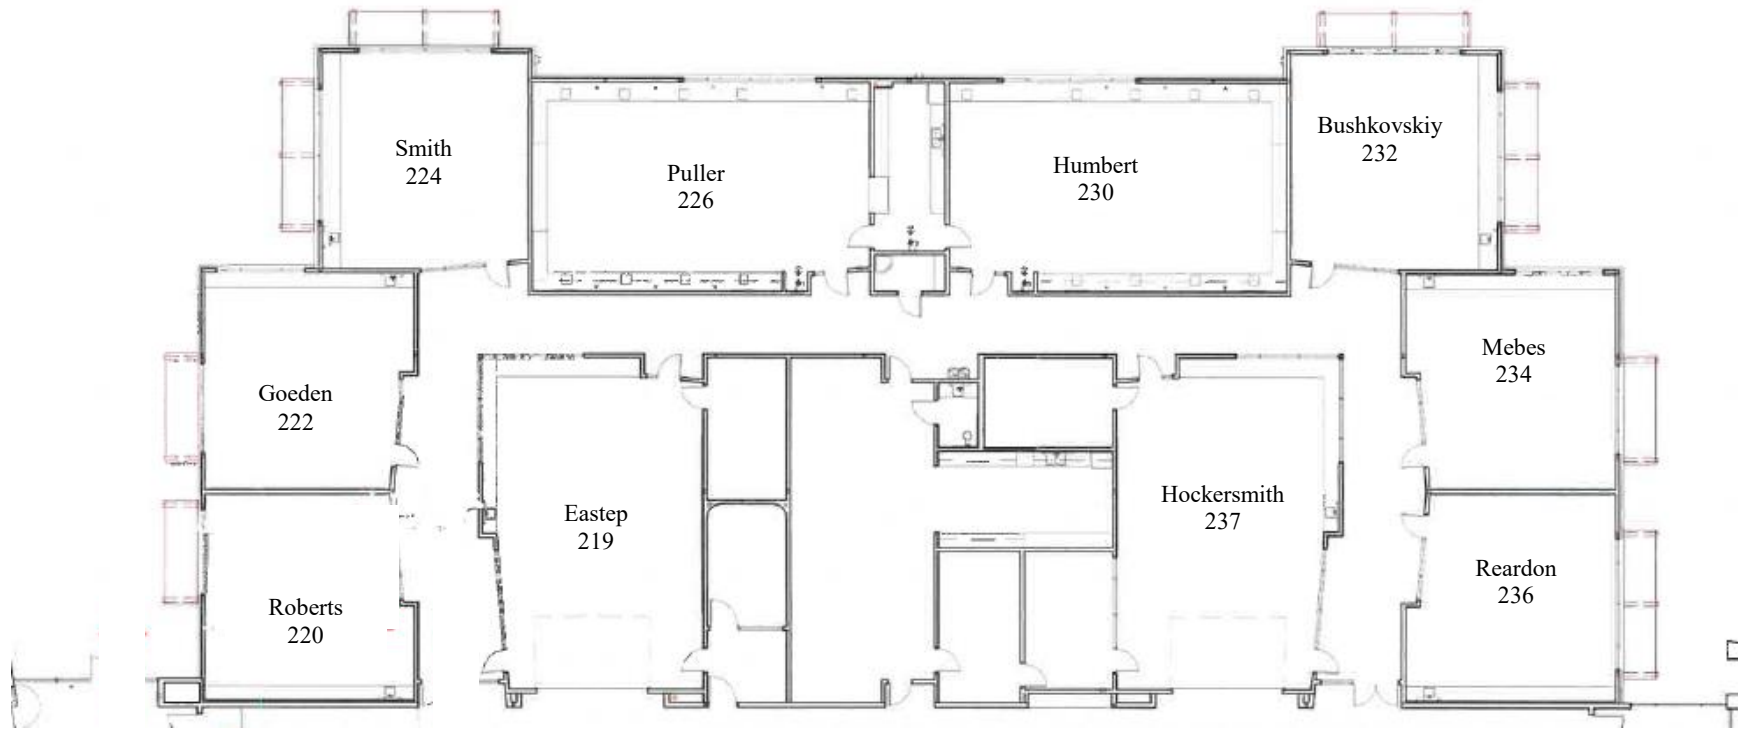 Smith
224
Puller
226
Humbert
230
Bushkovskiy
232
Goeden
222
Mebes
234
Eastep
219
Hockersmith
237
Roberts
220
Reardon
236